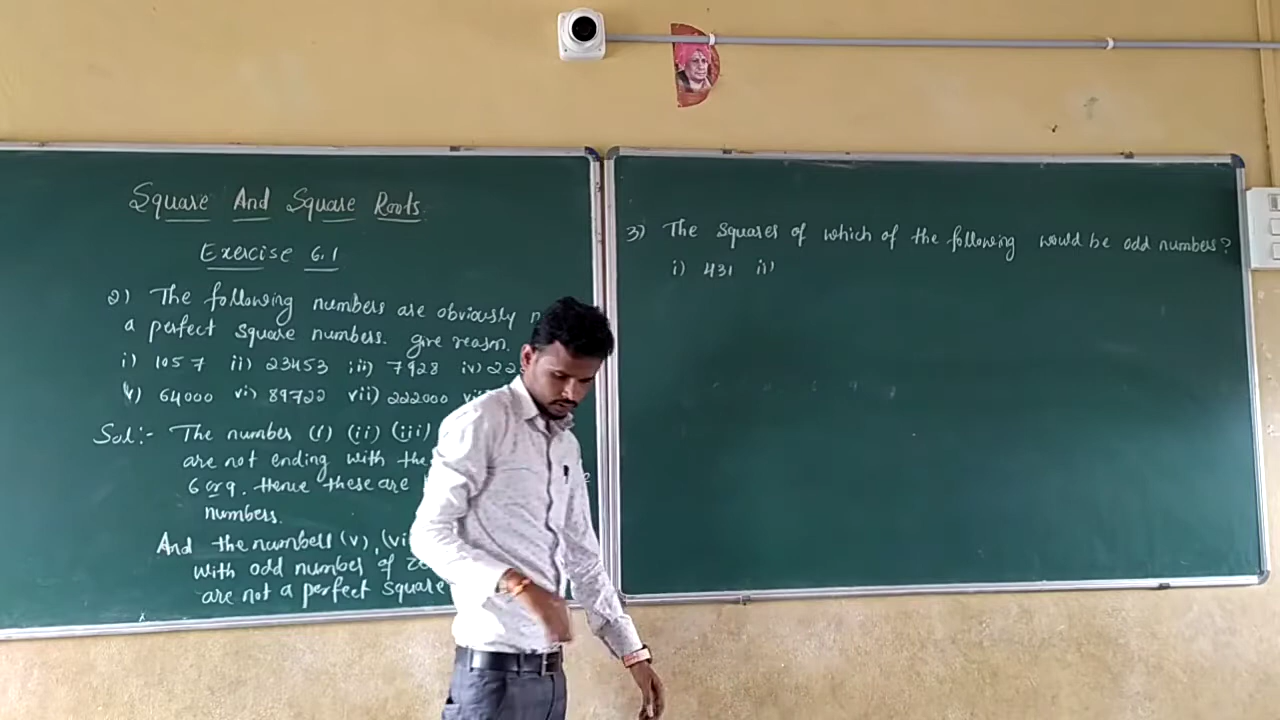 Square And Square Roots
Exercise 6.1
2) The following numbers are obviously
a perfect square numbers. give reason.
i) 1057 ii) 23453 iii) 7928 iv)
v) 64000 vi) 89722 vii) 222000
Sol:- The number (i) (ii) (iii)
are not ending with the
6 or 9. Hence these are
numbers.
And the numbers (v),
with odd number of
are not a perfect square
3) The squares of which of the following would be odd numbers?
i) 431 ii)